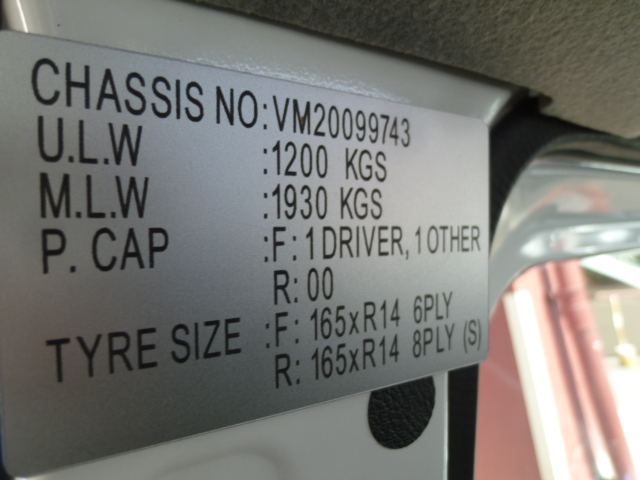 CHASSIS NO:VM20099743
U.L.W :1200 KGS
M.L.W :1930 KGS
P. CAP :F: 1 DRIVER, 1 OTHER
R: 00
TYRE SIZE :F: 165xR14 6PLY
R: 165xR14 8PLY (S)